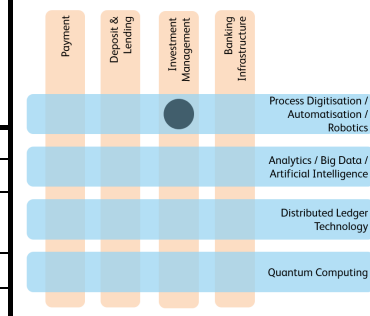 Payment
Deposit &
Lending
Investment
Management
Banking
Infrastructure
Process Digitisation /
Automatisation /
Robotics
Analytics / Big Data /
Artificial Intelligence
Distributed Ledger
Technology
Quantum Computing